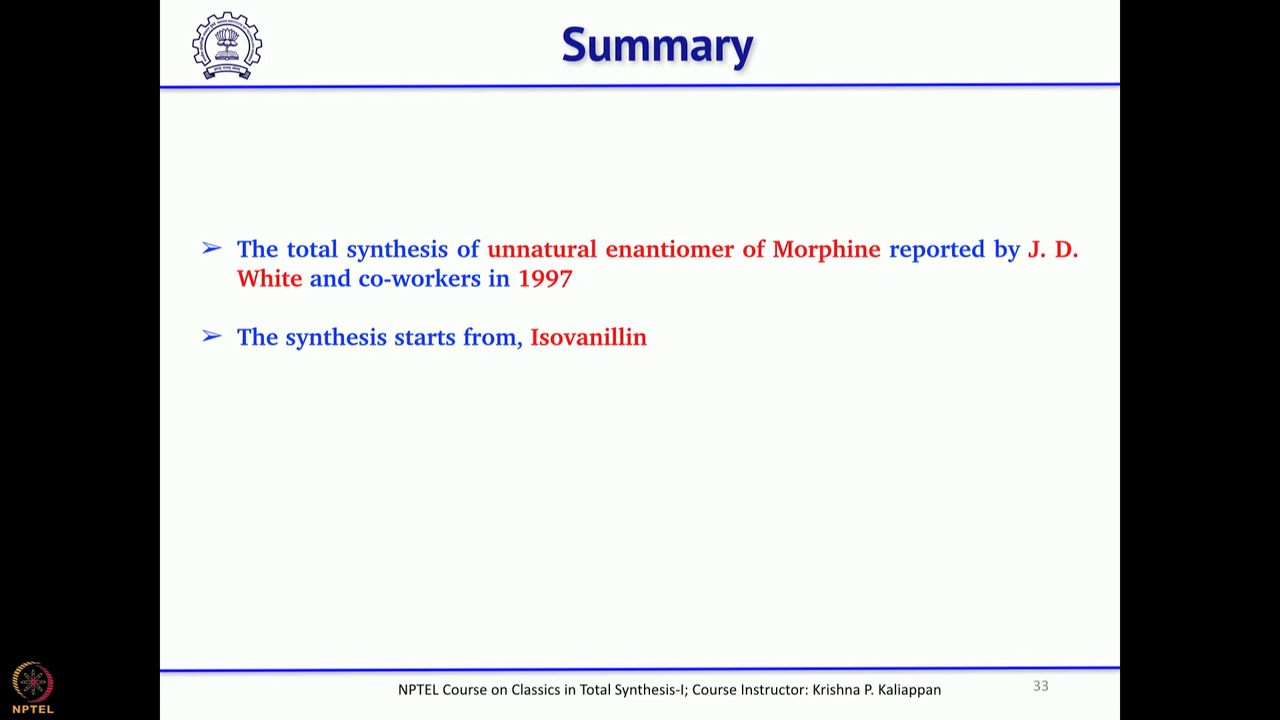 Summary
➢ The total synthesis of unnatural enantiomer of Morphine reported by J. D.
White and co-workers in 1997
➢ The synthesis starts from, Isovanillin
NPTEL Course on Classics in Total Synthesis-I; Course Instructor: Krishna P. Kaliappan
33
NPTEL